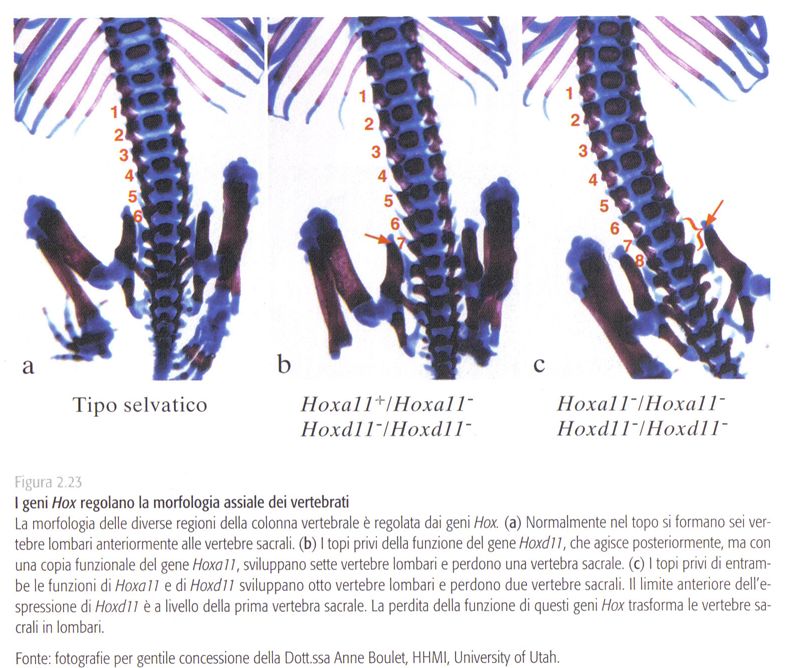 1
2
3
4
5
6
1
2
3
4
5
6
7
1
2
3
4
5
6
7
8
a
b
c
Tipo selvatico
Hoxa11⁺/Hoxa11⁻
Hoxd11⁻/Hoxd11⁻
Hoxa11⁻/Hoxa11⁻
Hoxd11⁻/Hoxd11⁻
Figura 2.23
I geni Hox regolano la morfologia assiale dei vertebrati
La morfologia delle diverse regioni della colonna vertebrale è regolata dai geni Hox. (a) Normalmente nel topo si formano sei ver-
tebre lombari anteriormente alle vertebre sacrali. (b) I topi privi della funzione del gene Hoxd11, che agisce posteriormente, ma con
una copia funzionale del gene Hoxa11, sviluppano sette vertebre lombari e perdono una vertebra sacrale. (c) I topi privi di entram-
be le funzioni di Hoxa11 e di Hoxd11 sviluppano otto vertebre lombari e perdono due vertebre sacrali. Il limite anteriore dell'e-
spressione di Hoxd11 è a livello della prima vertebra sacrale. La perdita della funzione di questi geni Hox trasforma le vertebre sa-
crali in lombari.
Fonte: fotografie per gentile concessione della Dott.ssa Anne Boulet, HHMI, University of Utah.